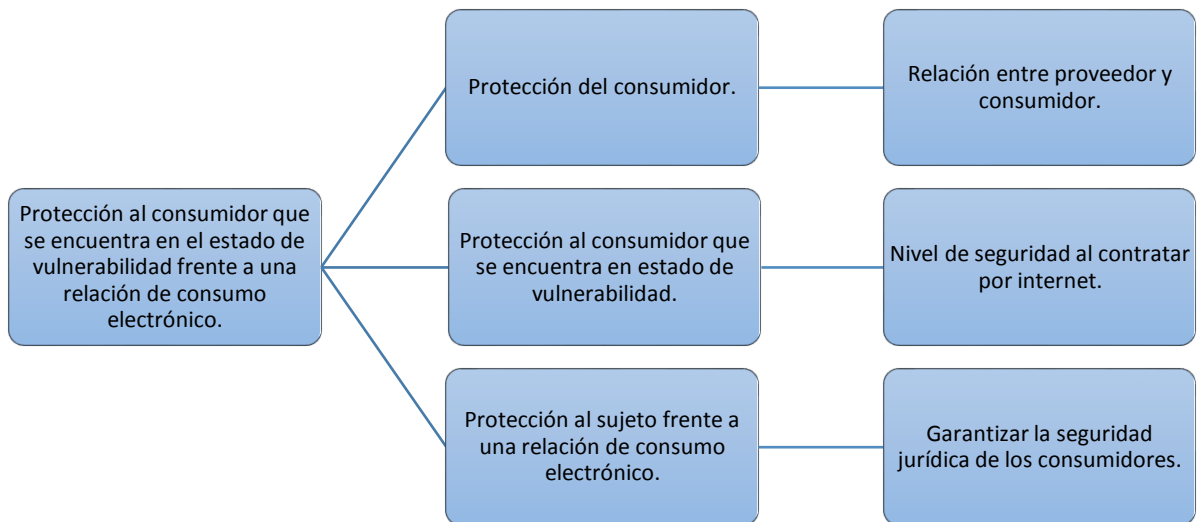 Protección al consumidor que
se encuentra en el estado de
vulnerabilidad frente a una
relación de consumo
electrónico.
Protección del consumidor.
Relación entre proveedor y
consumidor.
Protección al consumidor que
se encuentra en estado de
vulnerabilidad.
Nivel de seguridad al contratar
por internet.
Protección al sujeto frente a
una relación de consumo
electrónico.
Garantizar la seguridad
jurídica de los consumidores.